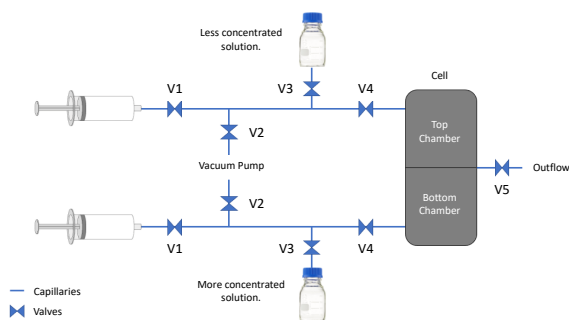 Less concentrated
solution.
V1
V3
V4
Cell
V2
Top
Chamber
Vacuum Pump
Outflow
V5
V2
Bottom
Chamber
V1
V3
V4
More concentrated
solution.
Capillaries
Valves